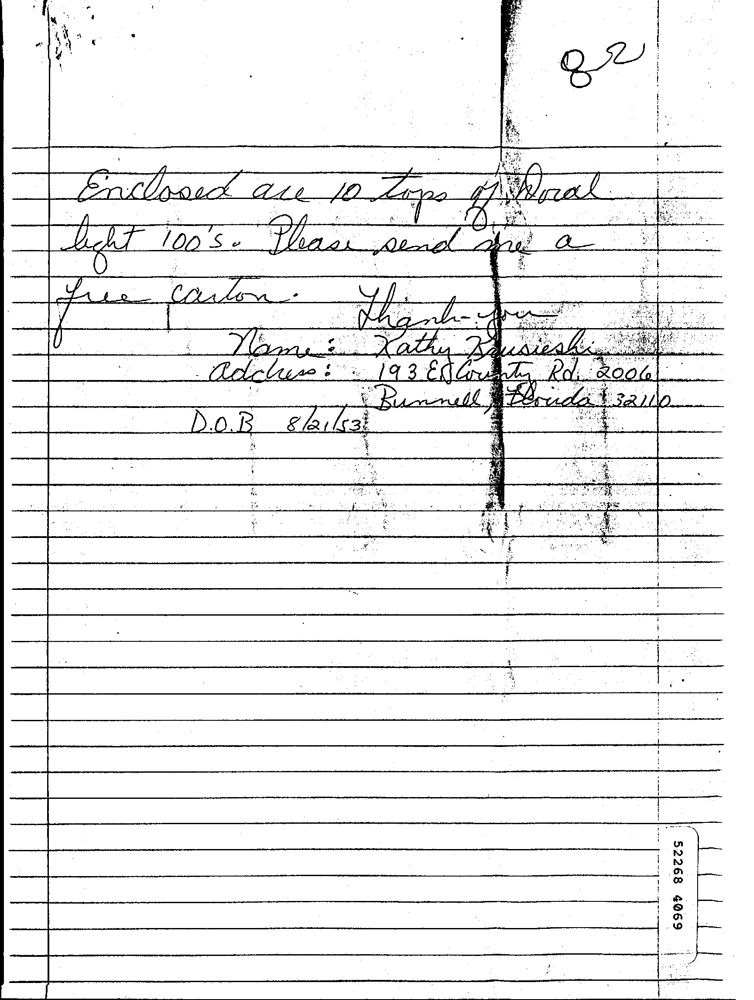 82
Enclosed are 10 tops of Doral
light 100's. Please send me a
free carton.
Thank-you
Name: Kathy
Address: 193 E County Rd. 2006
Bunnell, Florida 32110
D.O.B 8/21/53
52268 4069